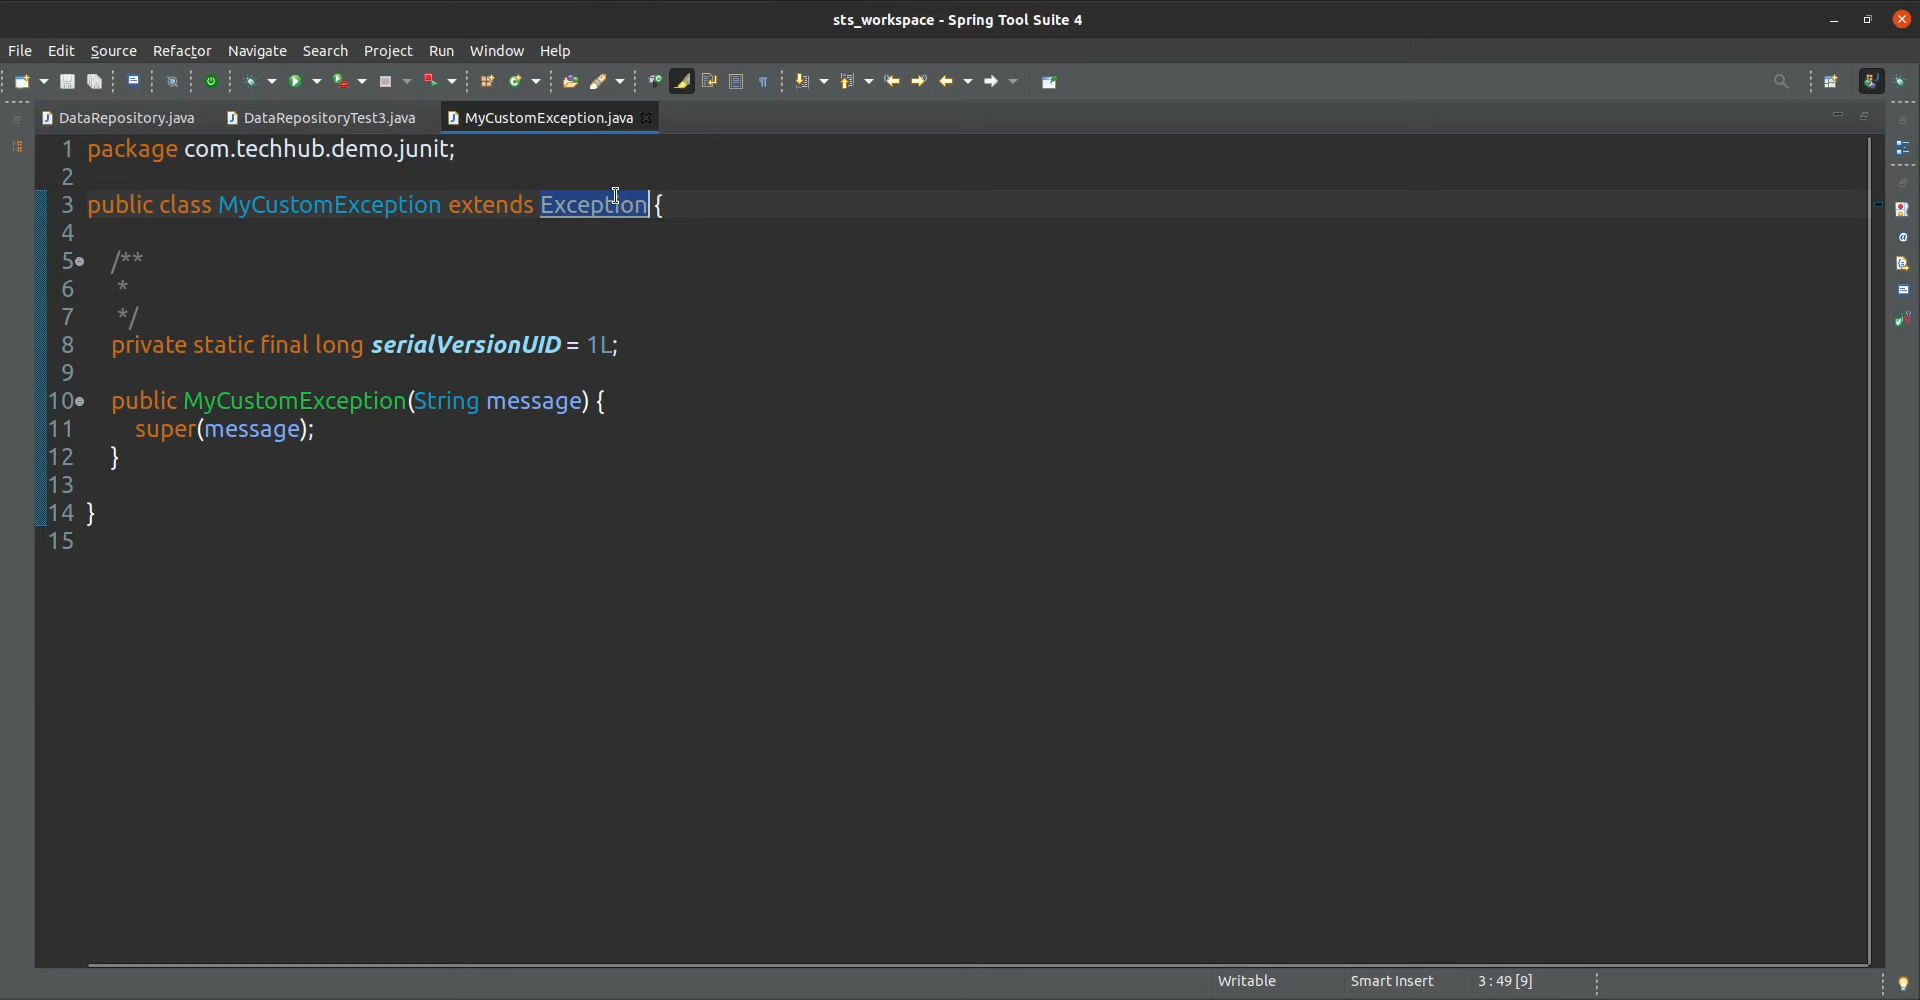 sts_workspace - Spring Tool Suite 4
File Edit Source Refactor Navigate Search Project Run Window Help
DataRepository.java DataRepositoryTest3.java MyCustomException.java
1 package com.techhub.demo.junit;
2
3 public class MyCustomException extends Exception {
4
5 /**
6 *
7 */
8 private static final long serialVersionUID = 1L;
9
10 public MyCustomException(String message) {
11 super(message);
12 }
13
14 }
15
Writable Smart Insert 3 : 49 [9]